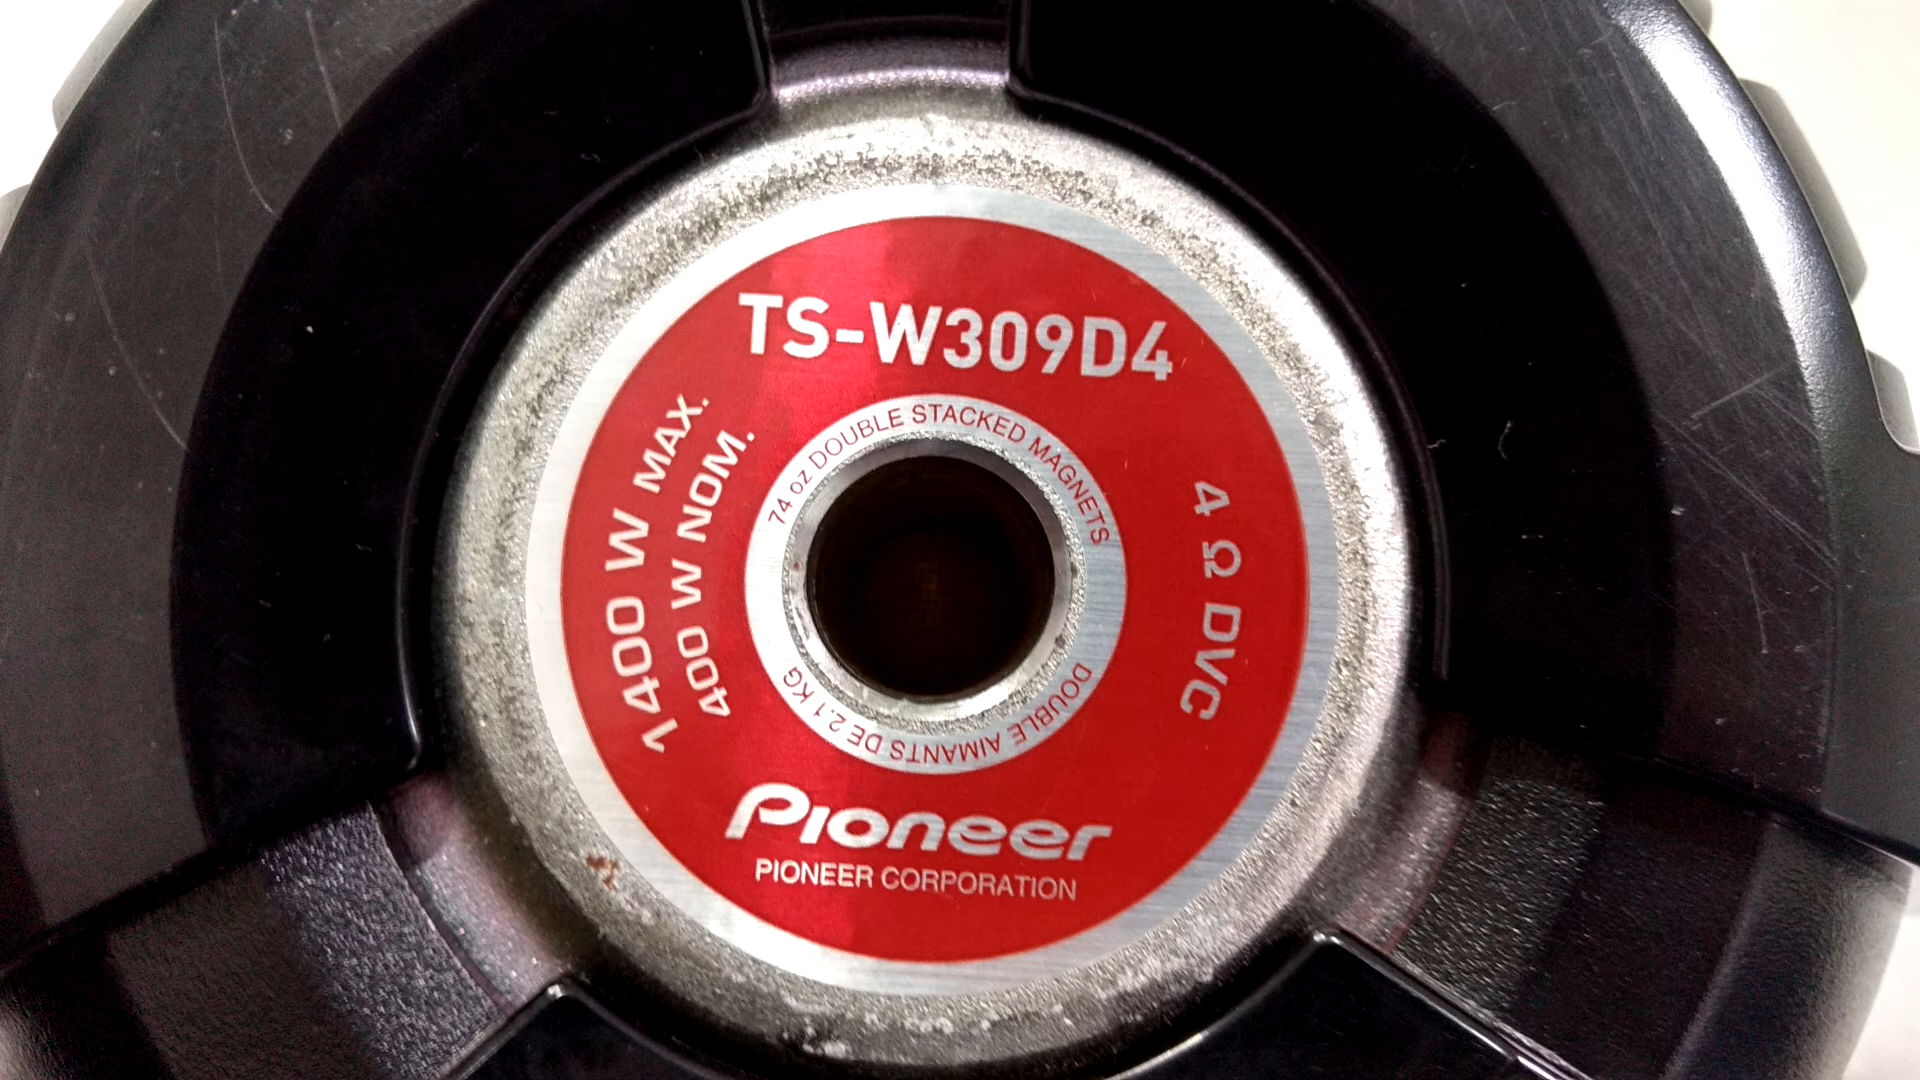 TS-W309D4
1400 W MAX.
400 W NOM.
74 oz DOUBLE STACKED MAGNETS
4 Ω DVC
DOUBLE AIMANTS DE 2.1 KG
Pioneer
PIONEER CORPORATION